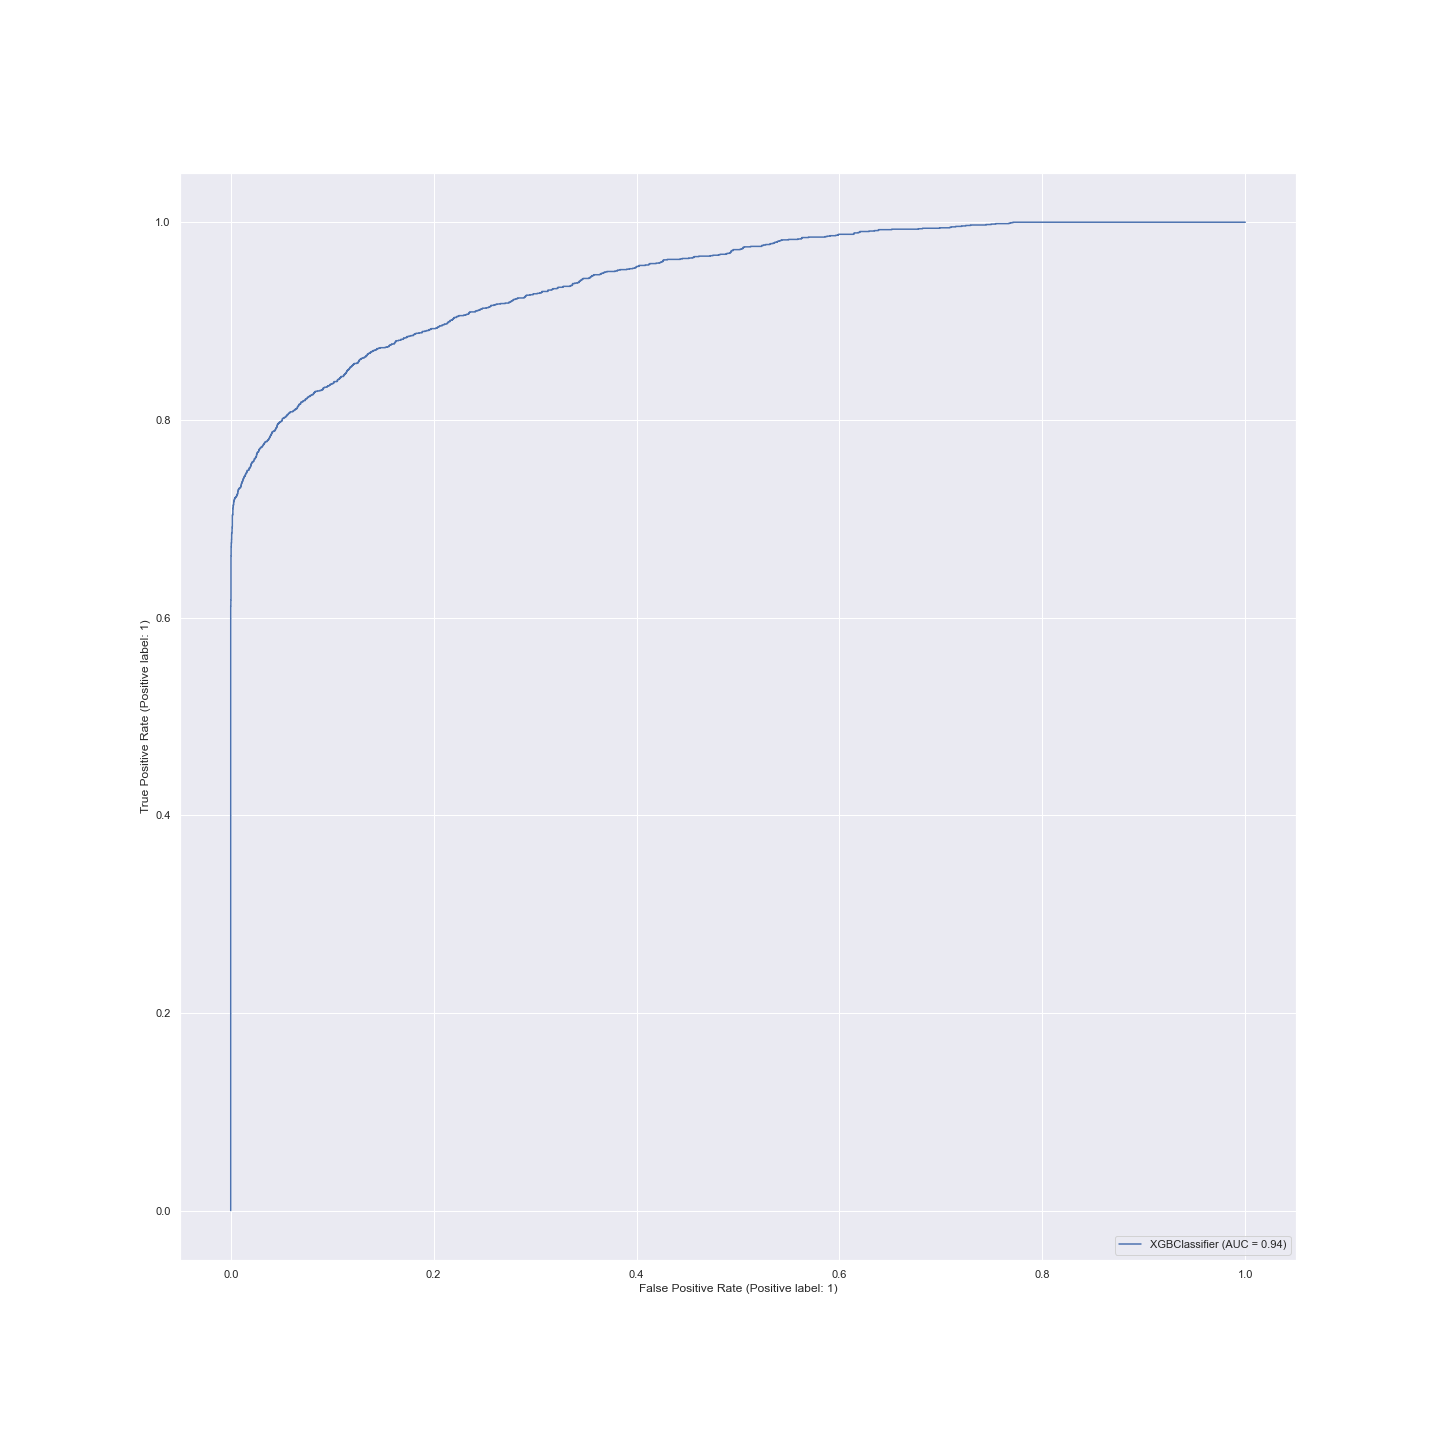 1.0
0.8
0.6
0.4
0.2
0.0
True Positive Rate (Positive label: 1)
XGBClassifier (AUC = 0.94)
0.0 0.2 0.4 0.6 0.8 1.0
False Positive Rate (Positive label: 1)